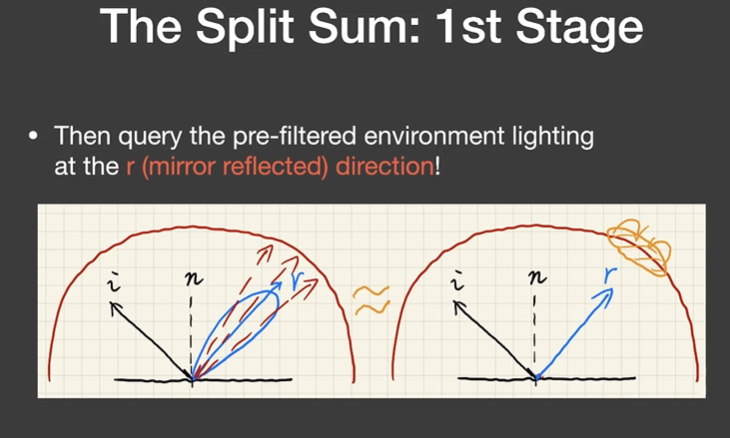 The Split Sum: 1st Stage
• Then query the pre-filtered environment lighting
at the r (mirror reflected) direction!
i n r ≈ i n r